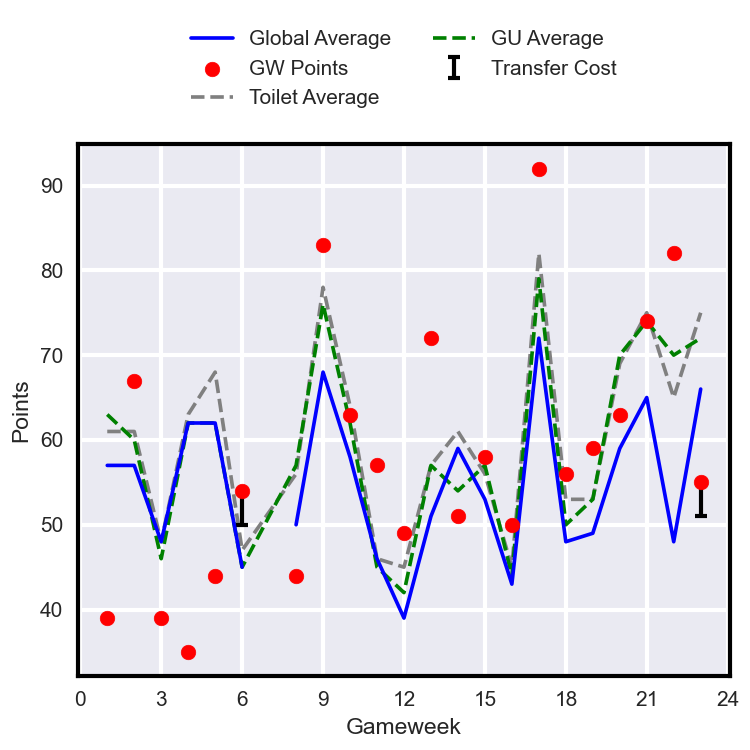 Global Average
GW Points
Toilet Average
GU Average
Transfer Cost
90
80
70
60
50
40
Points
0 3 6 9 12 15 18 21 24
Gameweek